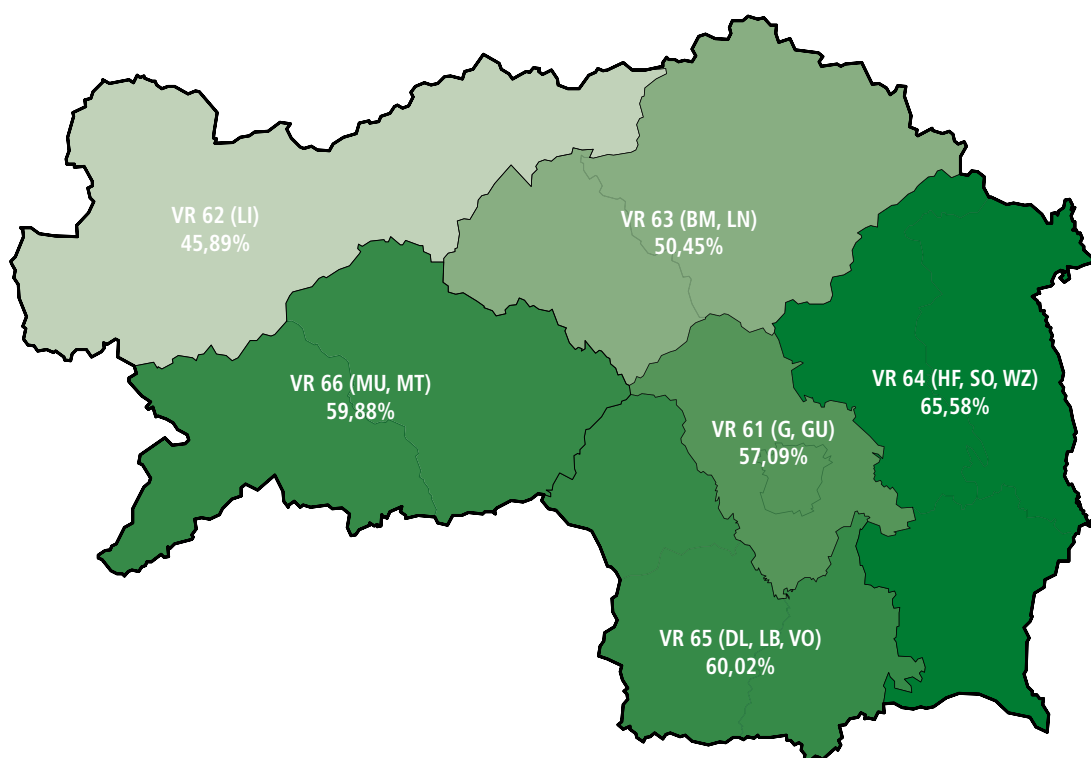 VR 62 (LI)
45,89%
VR 63 (BM, LN)
50,45%
VR 66 (MU, MT)
59,88%
VR 64 (HF, SO, WZ)
65,58%
VR 61 (G, GU)
57,09%
VR 65 (DL, LB, VO)
60,02%